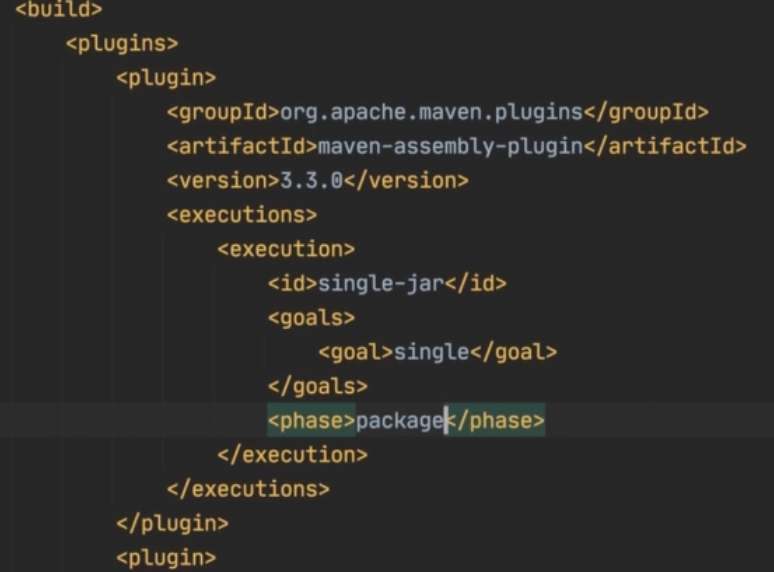 <build>
<plugins>
<plugin>
<groupId>org.apache.maven.plugins</groupId>
<artifactId>maven-assembly-plugin</artifactId>
<version>3.3.0</version>
<executions>
<execution>
<id>single-jar</id>
<goals>
<goal>single</goal>
</goals>
<phase>package</phase>
</execution>
</executions>
</plugin>
<plugin>